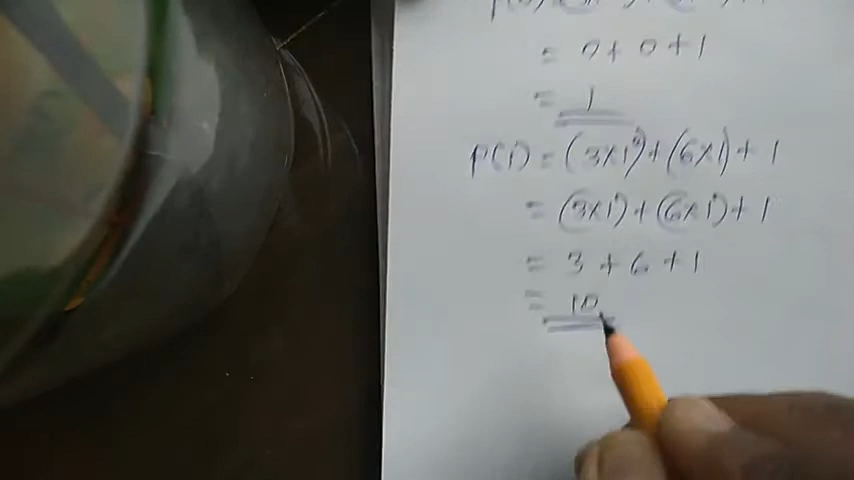 = 0 + 0 + 1
= 1
P(1) = (3×1²)+(6×1)+1
= (3×1)+(6×1)+1
= 3 + 6 + 1
= 10